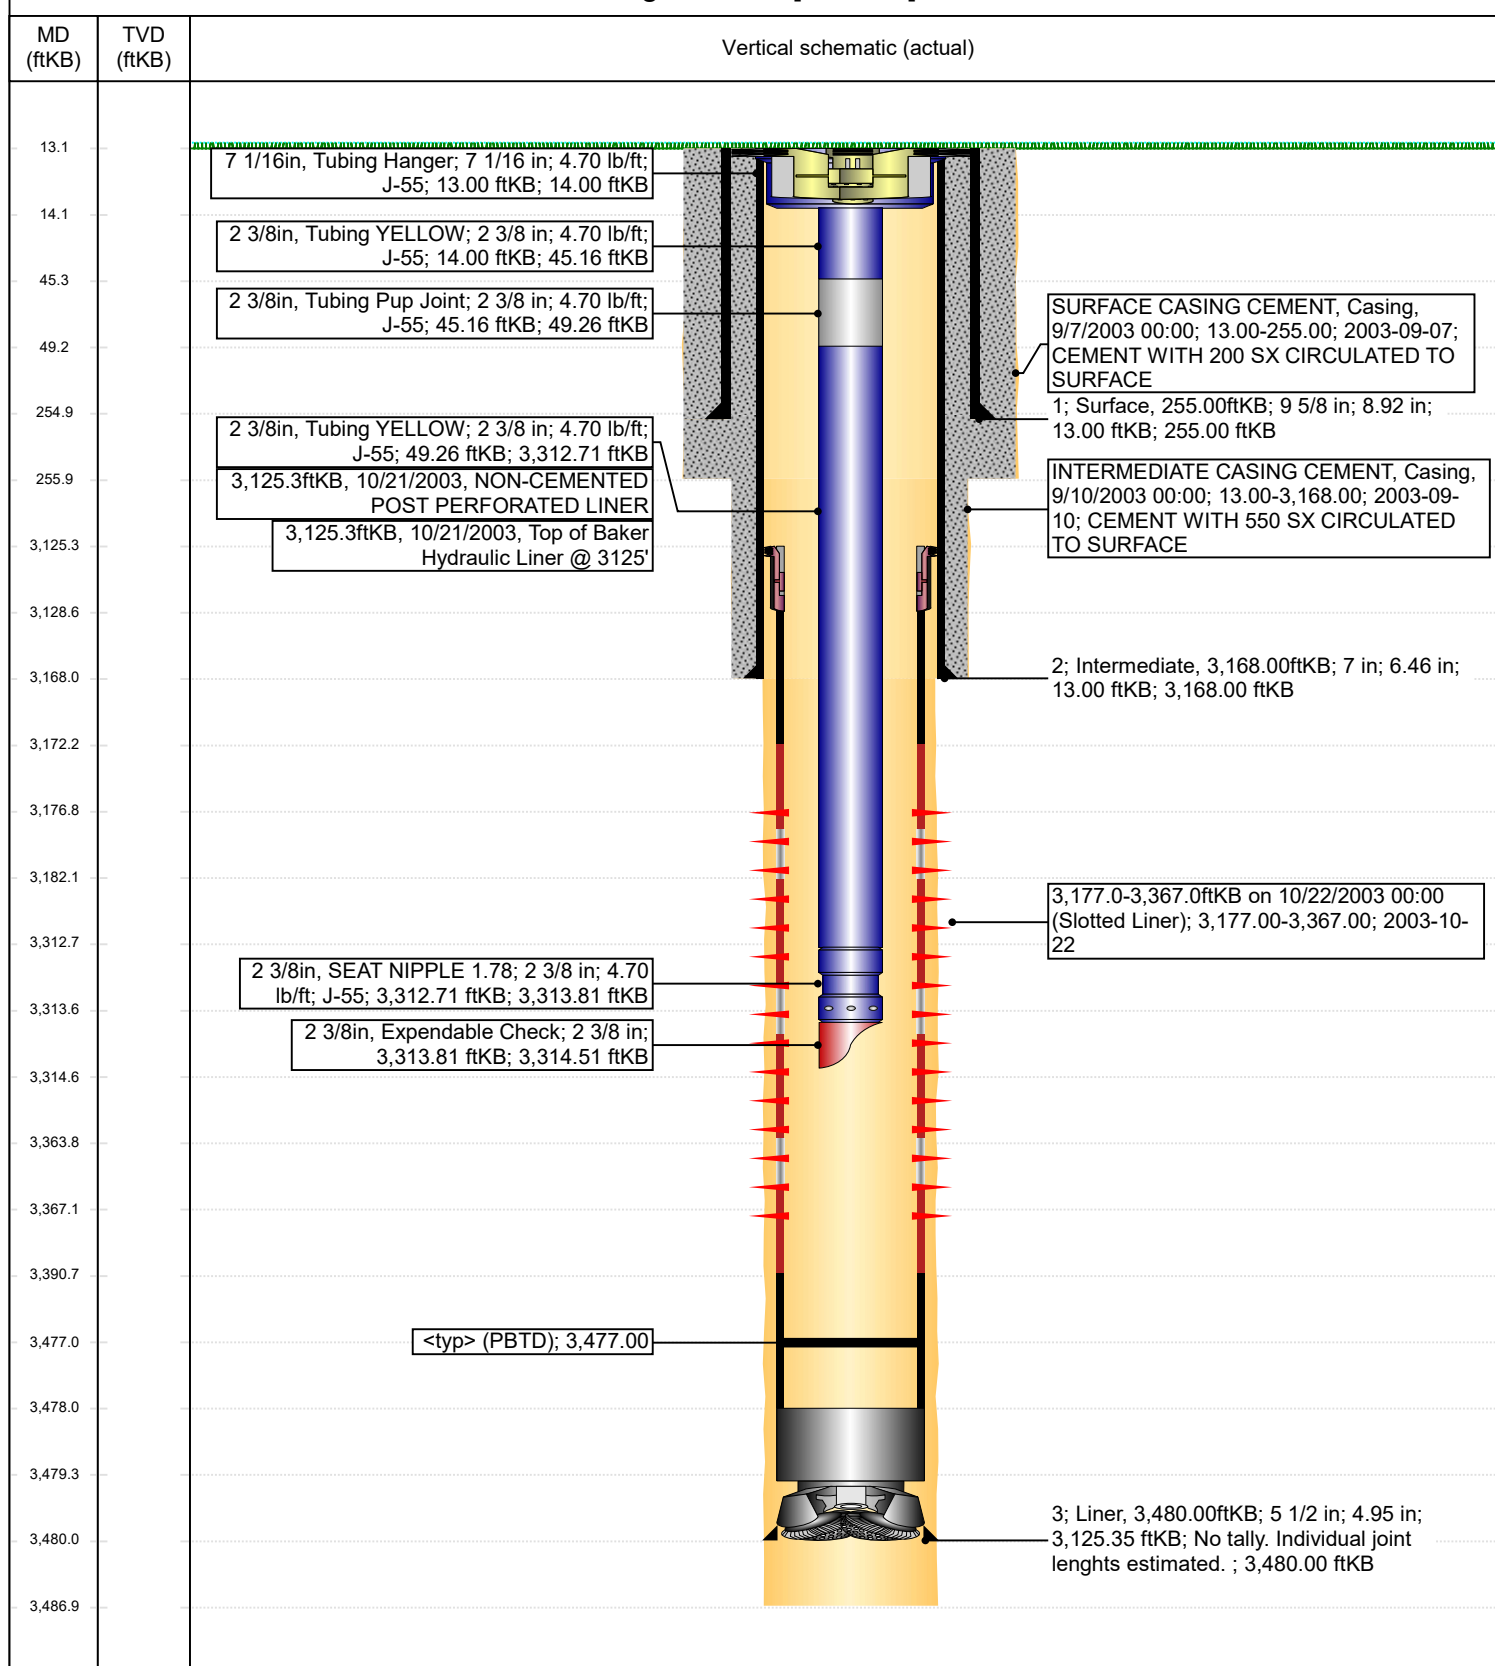 MD
(ftKB)
TVD
(ftKB)
Vertical schematic (actual)
13.1
14.1
45.3
49.2
254.9
255.9
3,125.3
3,128.6
3,168.0
3,172.2
3,176.8
3,182.1
3,312.7
3,313.6
3,314.6
3,363.8
3,367.1
3,390.7
3,477.0
3,478.0
3,479.3
3,480.0
3,486.9
7 1/16in, Tubing Hanger; 7 1/16 in; 4.70 lb/ft;
J-55; 13.00 ftKB; 14.00 ftKB
2 3/8in, Tubing YELLOW; 2 3/8 in; 4.70 lb/ft;
J-55; 14.00 ftKB; 45.16 ftKB
2 3/8in, Tubing Pup Joint; 2 3/8 in; 4.70 lb/ft;
J-55; 45.16 ftKB; 49.26 ftKB
2 3/8in, Tubing YELLOW; 2 3/8 in; 4.70 lb/ft;
J-55; 49.26 ftKB; 3,312.71 ftKB
3,125.3ftKB, 10/21/2003, NON-CEMENTED
POST PERFORATED LINER
3,125.3ftKB, 10/21/2003, Top of Baker
Hydraulic Liner @ 3125'
2 3/8in, SEAT NIPPLE 1.78; 2 3/8 in; 4.70
lb/ft; J-55; 3,312.71 ftKB; 3,313.81 ftKB
2 3/8in, Expendable Check; 2 3/8 in;
3,313.81 ftKB; 3,314.51 ftKB
<typ> (PBTD); 3,477.00
SURFACE CASING CEMENT, Casing,
9/7/2003 00:00; 13.00-255.00; 2003-09-07;
CEMENT WITH 200 SX CIRCULATED TO
SURFACE
1; Surface, 255.00ftKB; 9 5/8 in; 8.92 in;
13.00 ftKB; 255.00 ftKB
INTERMEDIATE CASING CEMENT, Casing,
9/10/2003 00:00; 13.00-3,168.00; 2003-09-
10; CEMENT WITH 550 SX CIRCULATED
TO SURFACE
2; Intermediate, 3,168.00ftKB; 7 in; 6.46 in;
13.00 ftKB; 3,168.00 ftKB
3,177.0-3,367.0ftKB on 10/22/2003 00:00
(Slotted Liner); 3,177.00-3,367.00; 2003-10-
22
3; Liner, 3,480.00ftKB; 5 1/2 in; 4.95 in;
3,125.35 ftKB; No tally. Individual joint
lenghts estimated. ; 3,480.00 ftKB